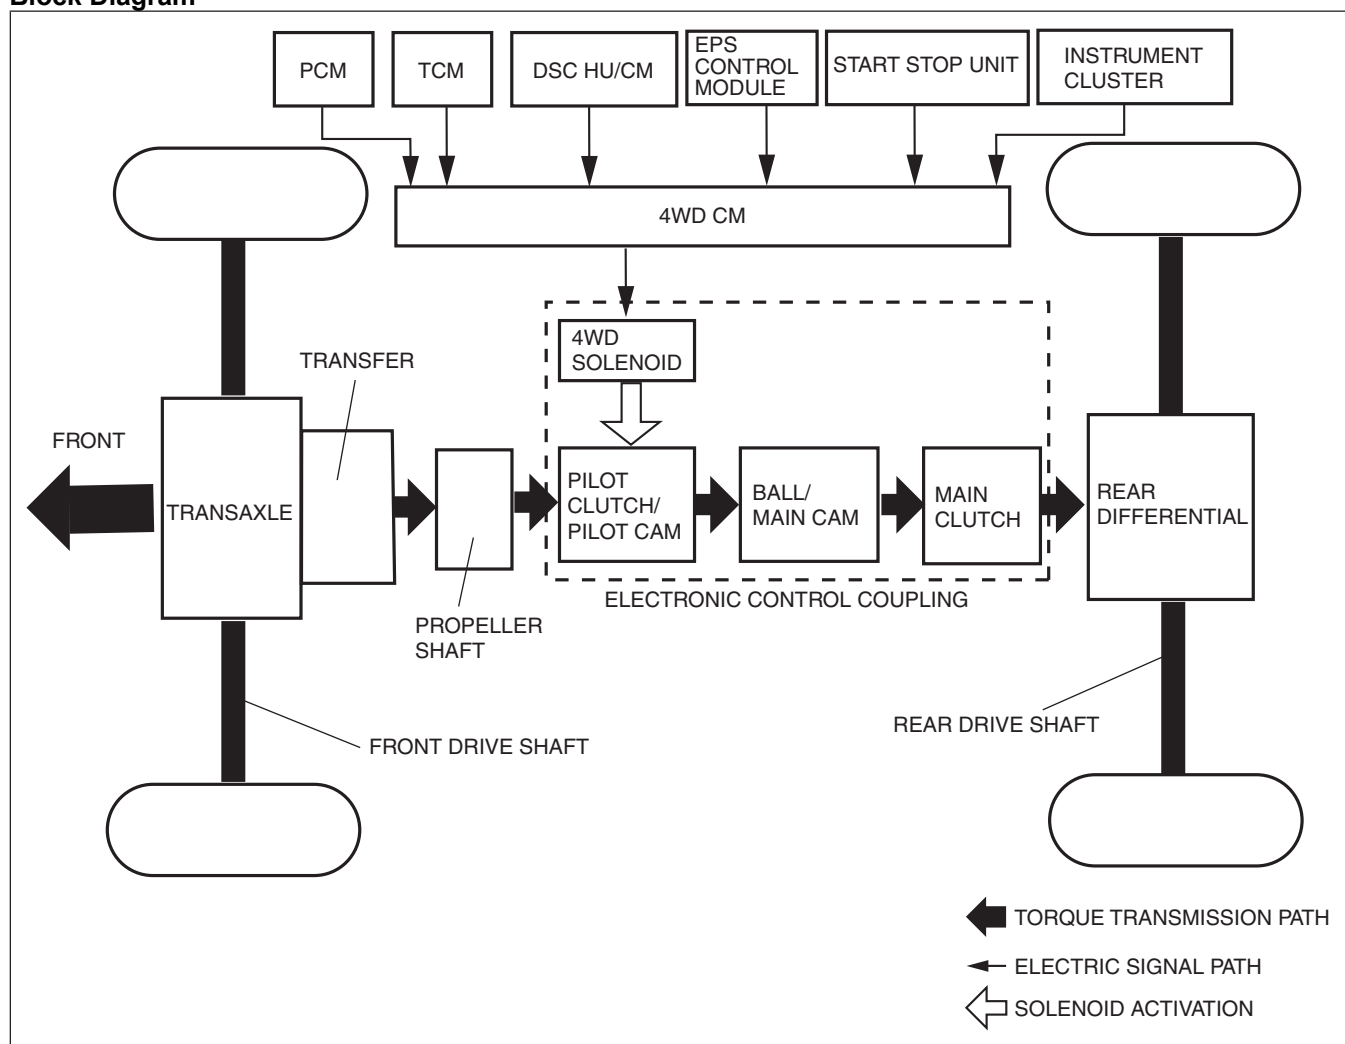 Block Diagram
PCM
TCM
DSC HU/CM
EPS
CONTROL
MODULE
START STOP UNIT
INSTRUMENT
CLUSTER
4WD CM
4WD
SOLENOID
TRANSFER
FRONT
TRANSAXLE
PILOT
CLUTCH/
PILOT CAM
BALL/
MAIN CAM
MAIN
CLUTCH
REAR
DIFFERENTIAL
ELECTRONIC CONTROL COUPLING
PROPELLER
SHAFT
REAR DRIVE SHAFT
FRONT DRIVE SHAFT
TORQUE TRANSMISSION PATH
ELECTRIC SIGNAL PATH
SOLENOID ACTIVATION